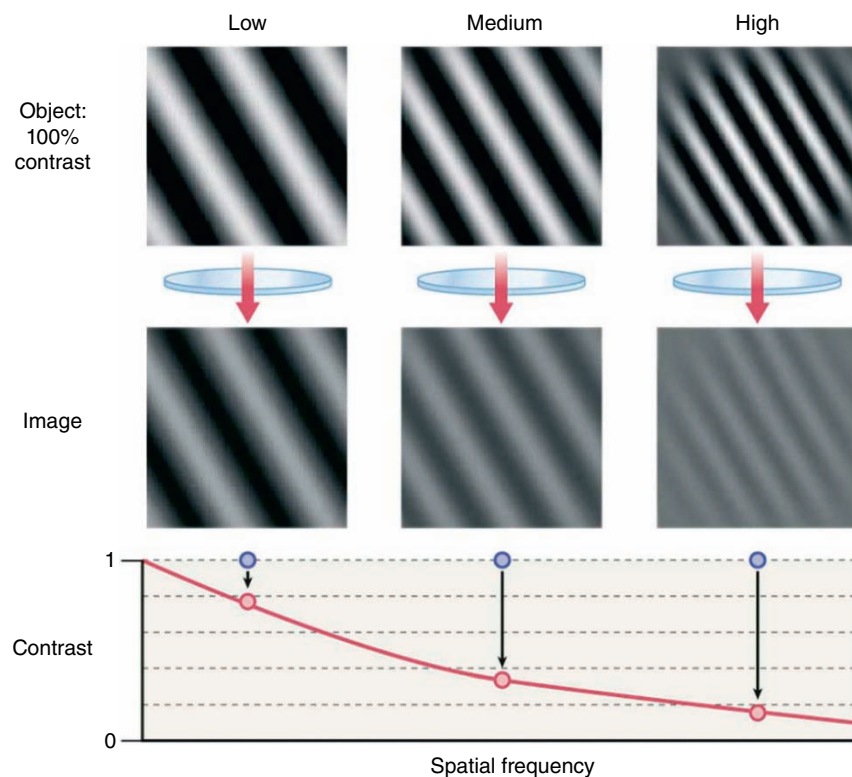 Low
Medium
High
Object:
100%
contrast
Image
1
Contrast
0
Spatial frequency